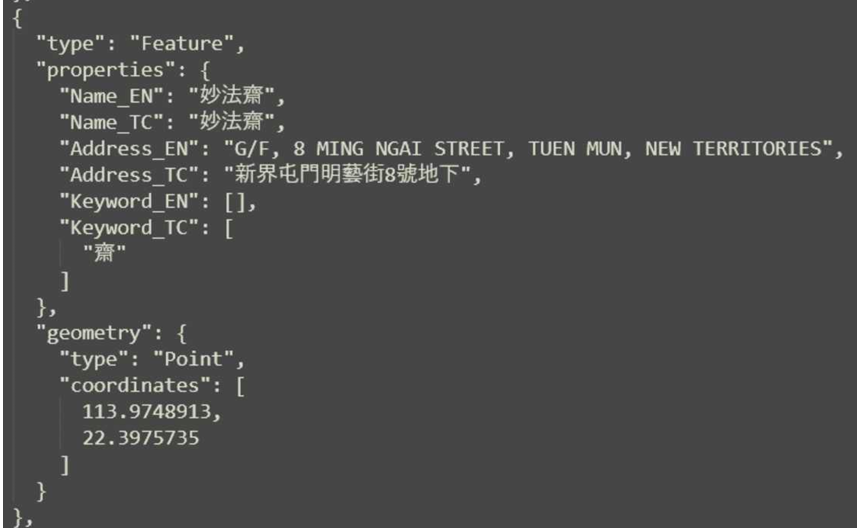 {
"type": "Feature",
"properties": {
"Name_EN": "妙法齋",
"Name_TC": "妙法齋",
"Address_EN": "G/F, 8 MING NGAI STREET, TUEN MUN, NEW TERRITORIES",
"Address_TC": "新界屯門明藝街8號地下",
"Keyword_EN": [],
"Keyword_TC": [
"齋"
]
},
"geometry": {
"type": "Point",
"coordinates": [
113.9748913,
22.3975735
]
}
},